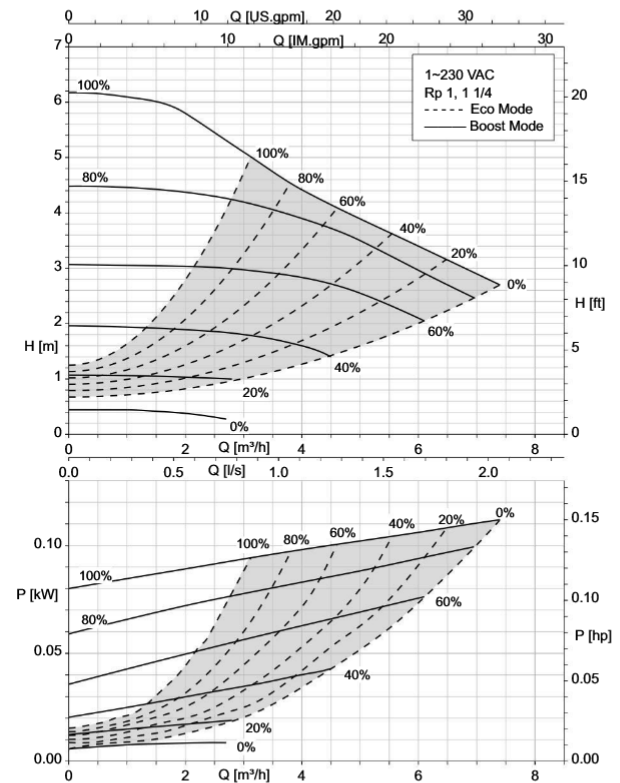 Q [US.gpm]
0 10 20 30
Q [IM.gpm]
0 10 20 30
7
6
5
4
3
2
1
0
H [m]
20
15
10
5
0
H [ft]
1~230 VAC
Rp 1, 1 1/4
Eco Mode
Boost Mode
100%
80%
100%
80%
60%
40%
20%
0%
60%
40%
20%
0%
0 2 4 6 8
Q [m³/h]
0.0 0.5 1.0 1.5 2.0
Q [l/s]
0.10
0.05
0.00
P [kW]
0.15
0.10
0.05
0.00
P [hp]
100%
80%
100%
80%
60%
40%
20%
0%
60%
40%
20%
0%
0 2 4 6 8
Q [m³/h]